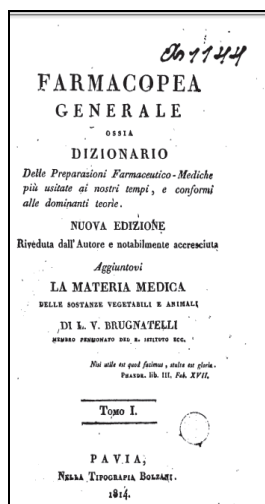 FARMACOPEA
GENERALE
OSSIA
DIZIONARIO
Delle Preparazioni Farmaceutico-Mediche
più usitate ai nostri tempi, e conformi
alle dominanti teorie.
NUOVA EDIZIONE
Riveduta dall'Autore e notabilmente accresciuta
Aggiuntovi
LA MATERIA MEDICA
DELLE SOSTANZE VEGETABILI E ANIMALI
DI L. V. BRUGNATELLI
MEMBRO PENSIONATO DEL R. ISTITUTO ECC.
Nisi utile est quod facimus, stulta est gloria.
PHAEDR. lib. III. Fab. XVII.
TOMO I.
PAVIA,
NELLA TIPOGRAFIA BOLZANI.
1814.